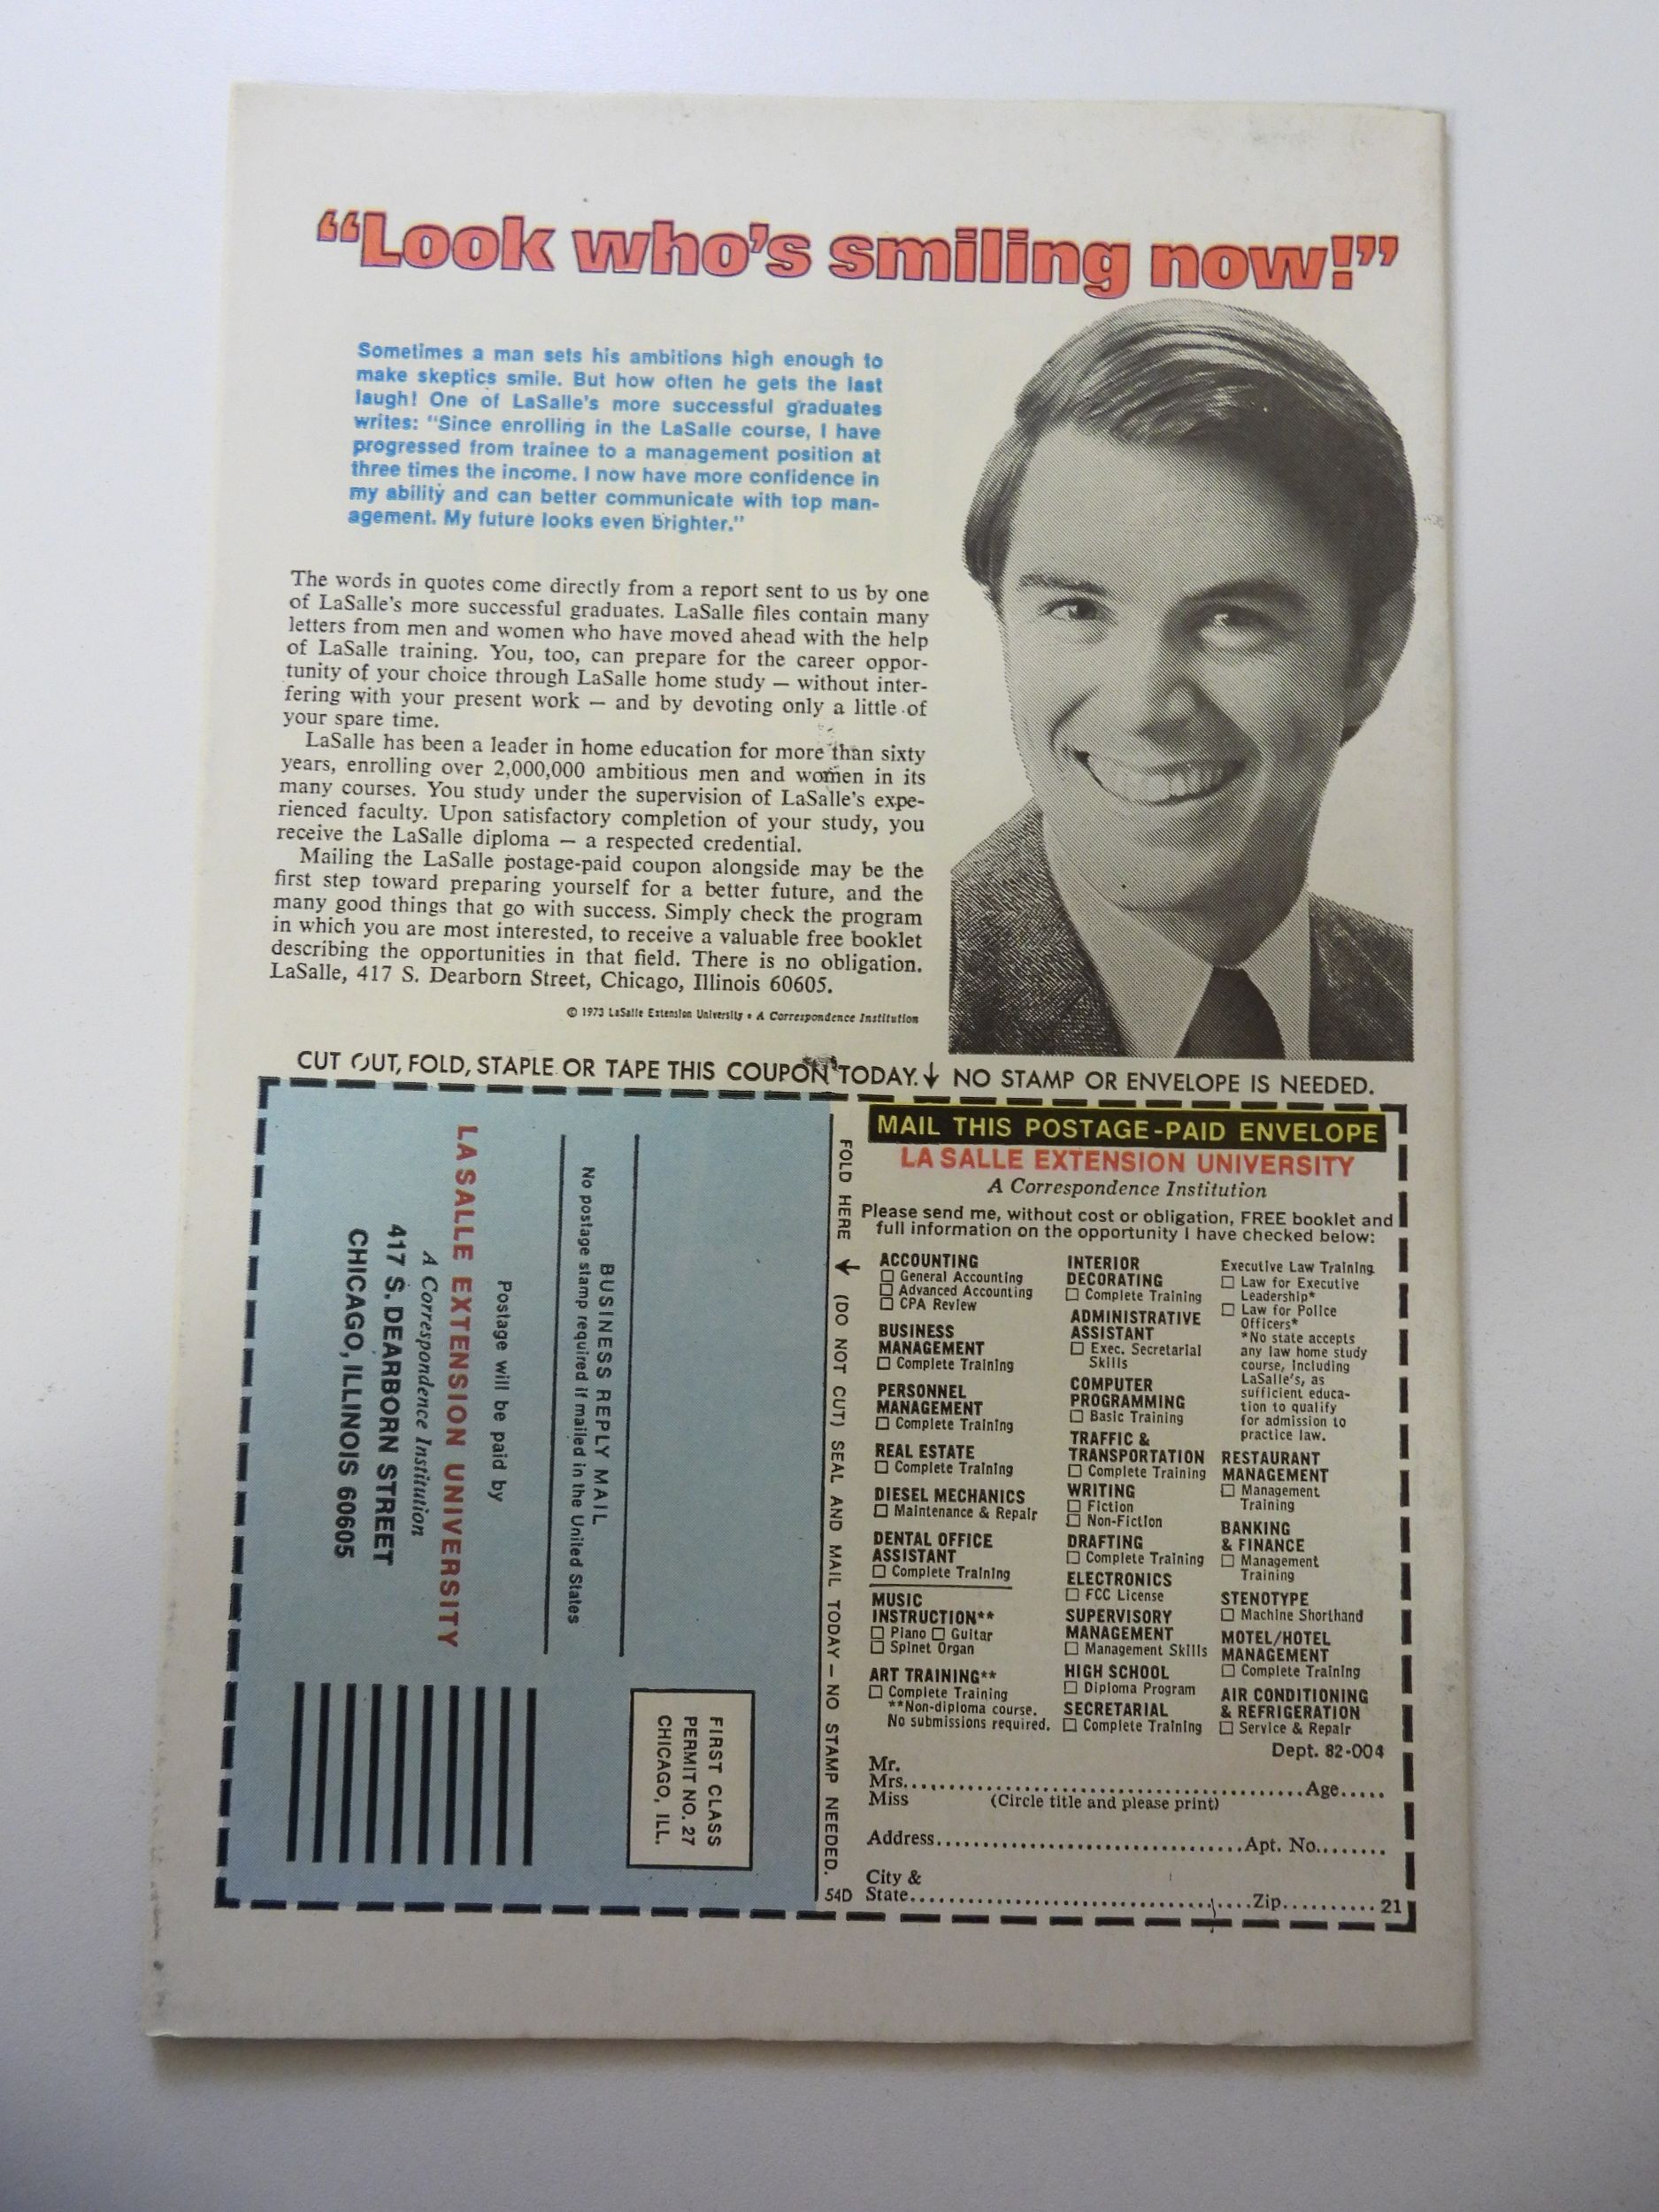 “Look who’s smiling now!”
Sometimes a man sets his ambitions high enough to
make skeptics smile. But how often he gets the last
laugh! One of LaSalle's more successful graduates
writes: "Since enrolling in the LaSalle course, I have
progressed from trainee to a management position at
three times the income. I now have more confidence in
my ability and can better communicate with top man-
agement. My future looks even brighter."
The words in quotes come directly from a report sent to us by one
of LaSalle's more successful graduates. LaSalle files contain many
letters from men and women who have moved ahead with the help
of LaSalle training. You, too, can prepare for the career oppor-
tunity of your choice through LaSalle home study — without inter-
fering with your present work — and by devoting only a little of
your spare time.
LaSalle has been a leader in home education for more than sixty
years, enrolling over 2,000,000 ambitious men and women in its
many courses. You study under the supervision of LaSalle's expe-
rienced faculty. Upon satisfactory completion of your study, you
receive the LaSalle diploma — a respected credential.
Mailing the LaSalle postage-paid coupon alongside may be the
first step toward preparing yourself for a better future, and the
many good things that go with success. Simply check the program
in which you are most interested, to receive a valuable free booklet
describing the opportunities in that field. There is no obligation.
LaSalle, 417 S. Dearborn Street, Chicago, Illinois 60605.
© 1973 LaSalle Extension University • A Correspondence Institution
CUT OUT, FOLD, STAPLE OR TAPE THIS COUPON TODAY.↓ NO STAMP OR ENVELOPE IS NEEDED.
FIRST CLASS
PERMIT NO. 27
CHICAGO, ILL.
BUSINESS REPLY MAIL
No postage stamp required if mailed in the United States
Postage will be paid by
LA SALLE EXTENSION UNIVERSITY
A Correspondence Institution
417 S. DEARBORN STREET
CHICAGO, ILLINOIS 60605
FOLD HERE ↓ (DO NOT CUT) SEAL AND MAIL TODAY — NO STAMP NEEDED.
54D
MAIL THIS POSTAGE-PAID ENVELOPE
LA SALLE EXTENSION UNIVERSITY
A Correspondence Institution
Please send me, without cost or obligation, FREE booklet and
full information on the opportunity I have checked below:
ACCOUNTING
☐ General Accounting
☐ Advanced Accounting
☐ CPA Review
BUSINESS
MANAGEMENT
☐ Complete Training
PERSONNEL
MANAGEMENT
☐ Complete Training
REAL ESTATE
☐ Complete Training
DIESEL MECHANICS
☐ Maintenance & Repair
DENTAL OFFICE
ASSISTANT
☐ Complete Training
MUSIC
INSTRUCTION**
☐ Piano ☐ Guitar
☐ Spinet Organ
ART TRAINING**
☐ Complete Training
**Non-diploma course.
No submissions required.
INTERIOR
DECORATING
☐ Complete Training
ADMINISTRATIVE
ASSISTANT
☐ Exec. Secretarial
Skills
COMPUTER
PROGRAMMING
☐ Basic Training
TRAFFIC &
TRANSPORTATION
☐ Complete Training
WRITING
☐ Fiction
☐ Non-Fiction
DRAFTING
☐ Complete Training
ELECTRONICS
☐ FCC License
SUPERVISORY
MANAGEMENT
☐ Management Skills
HIGH SCHOOL
☐ Diploma Program
SECRETARIAL
☐ Complete Training
Executive Law Training
☐ Law for Executive
Leadership*
☐ Law for Police
Officers*
*No state accepts
any law home study
course, including
LaSalle's, as
sufficient educa-
tion to qualify
for admission to
practice law.
RESTAURANT
MANAGEMENT
☐ Management
Training
BANKING
& FINANCE
☐ Management
Training
STENOTYPE
☐ Machine Shorthand
MOTEL/HOTEL
MANAGEMENT
☐ Complete Training
AIR CONDITIONING
& REFRIGERATION
☐ Service & Repair
Dept. 82-004
Mr.
Mrs. Age
Miss (Circle title and please print)
Address Apt. No.
City &
State Zip 21